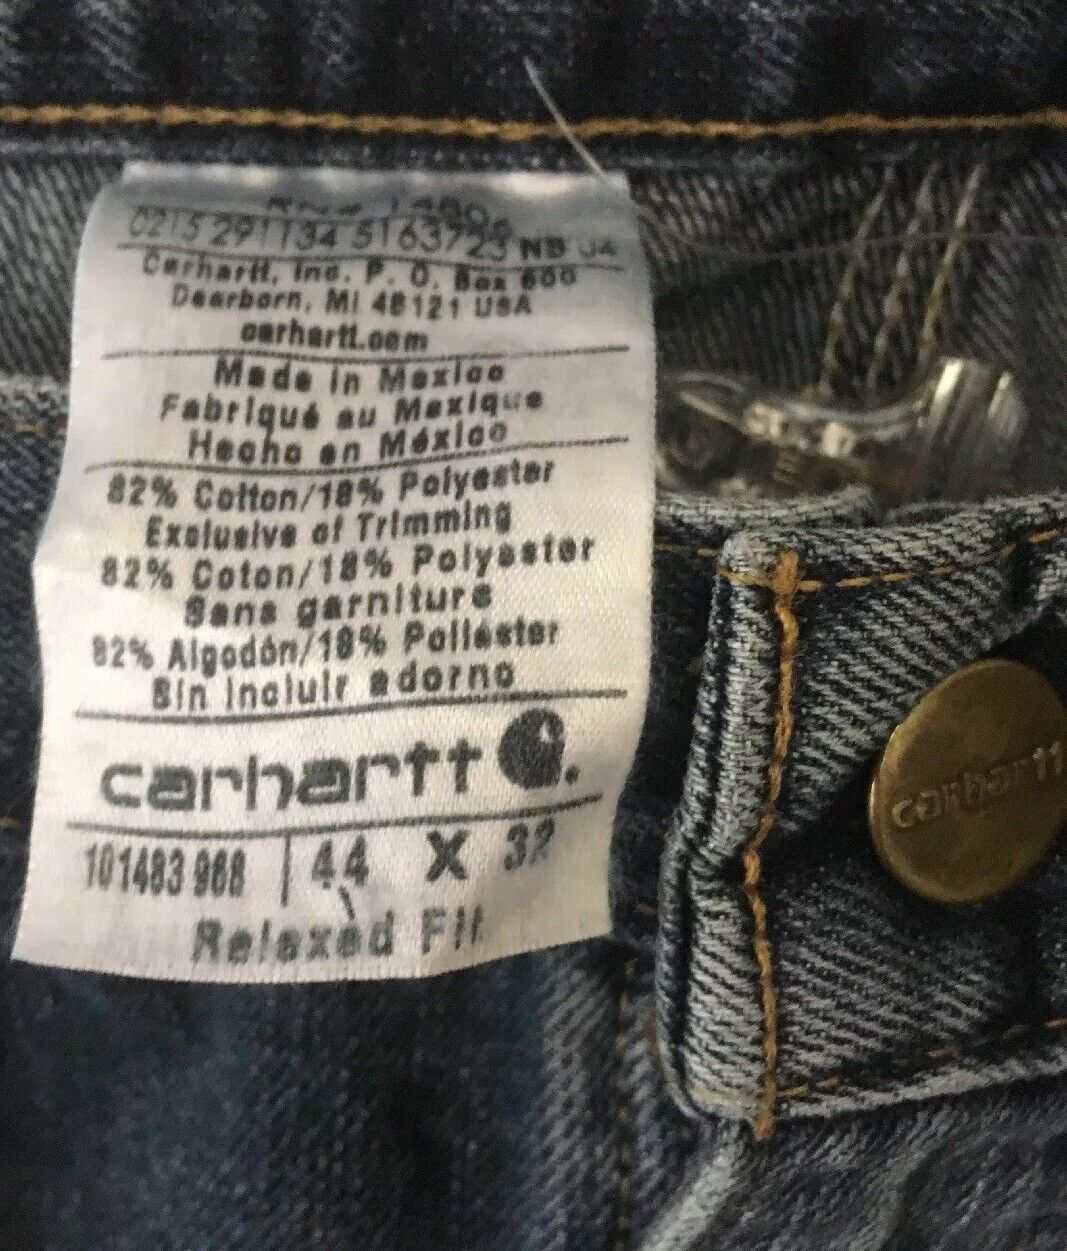 0215 291134 5163723 NB 34
Carhartt, Inc. P. O. Box 600
Dearborn, MI 48121 USA
carhartt.com
Made in Mexico
Fabriqué au Mexique
Hecho en México
82% Cotton/18% Polyester
Exclusive of Trimming
82% Coton/18% Polyester
Sans garniture
82% Algodón/18% Poliéster
Sin incluir adorno
carhartt
101483 968 | 44 X 32
Relaxed Fit
carhartt